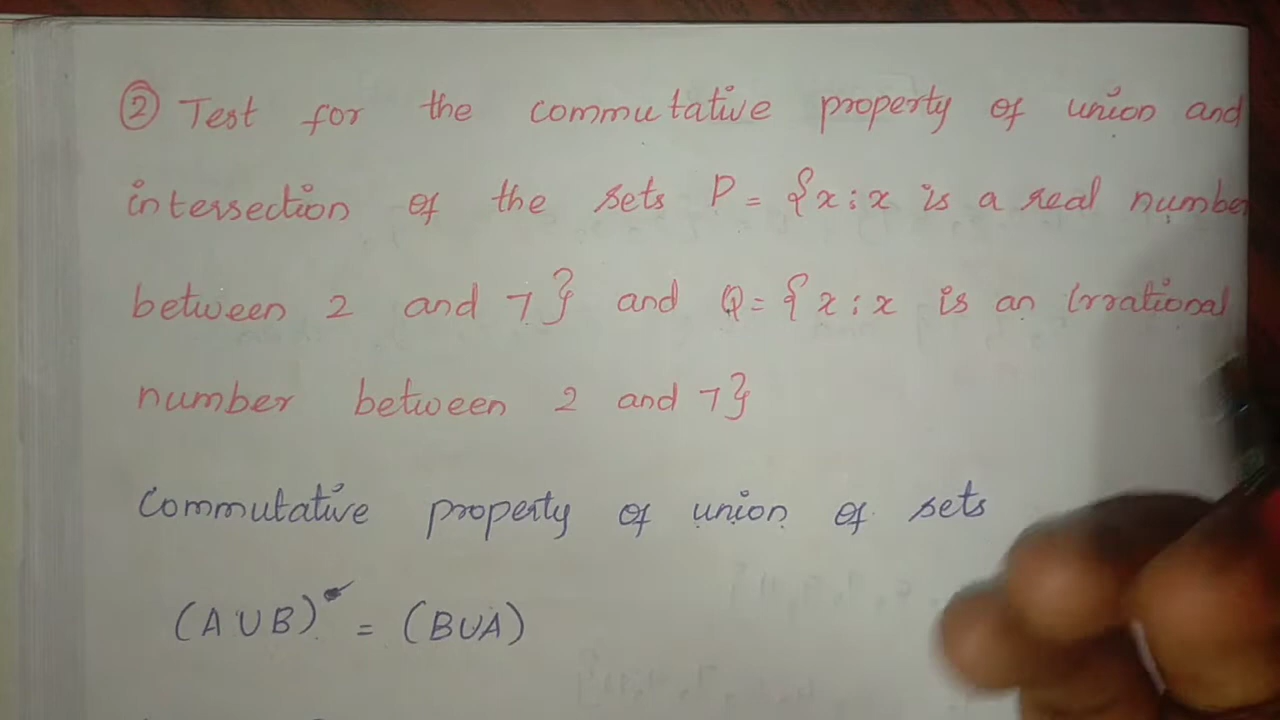 ② Test for the commutative property of union and
intersection of the sets P = {x : x is a real number
between 2 and 7} and Q = {x : x is an irrational
number between 2 and 7}
Commutative property of union of sets
(A ∪ B) = (B ∪ A)